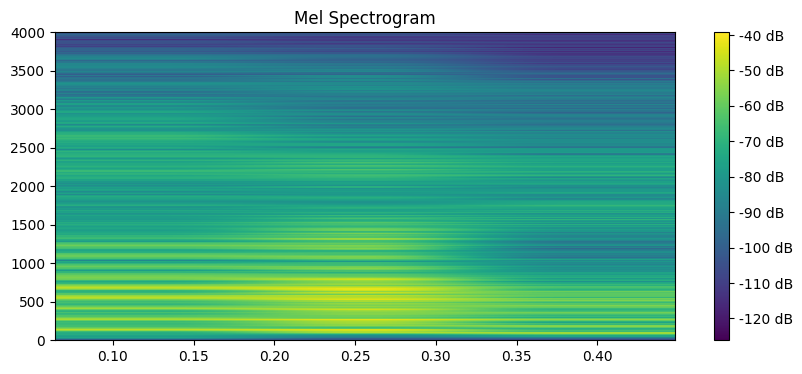 Mel Spectrogram
4000
3500
3000
2500
2000
1500
1000
500
0
0.10 0.15 0.20 0.25 0.30 0.35 0.40
-40 dB
-50 dB
-60 dB
-70 dB
-80 dB
-90 dB
-100 dB
-110 dB
-120 dB